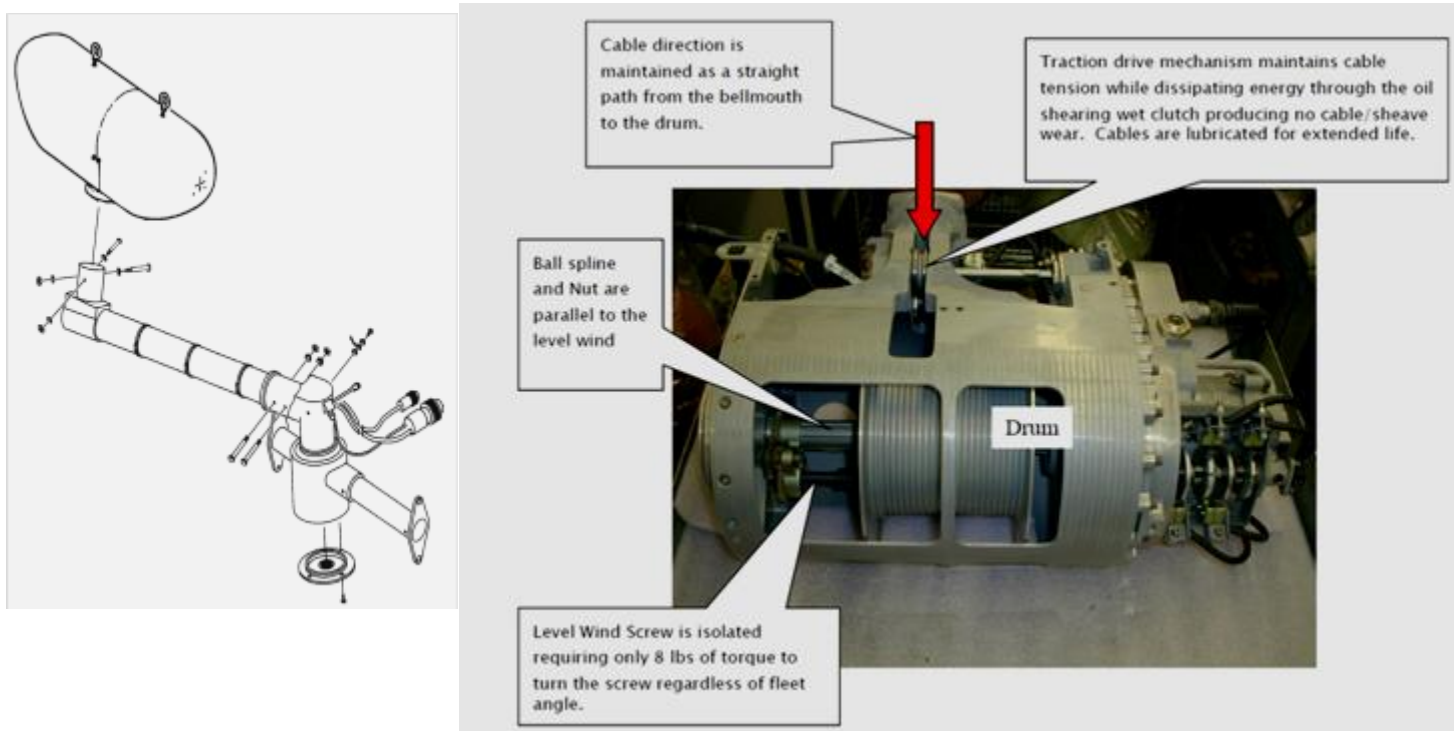 Cable direction is
maintained as a straight
path from the bellmouth
to the drum.
Traction drive mechanism maintains cable
tension while dissipating energy through the oil
shearing wet clutch producing no cable/sheave
wear.  Cables are lubricated for extended life.
Ball spline
and Nut are
parallel to the
level wind
Drum
Level Wind Screw is isolated
requiring only 8 lbs of torque to
turn the screw regardless of fleet
angle.